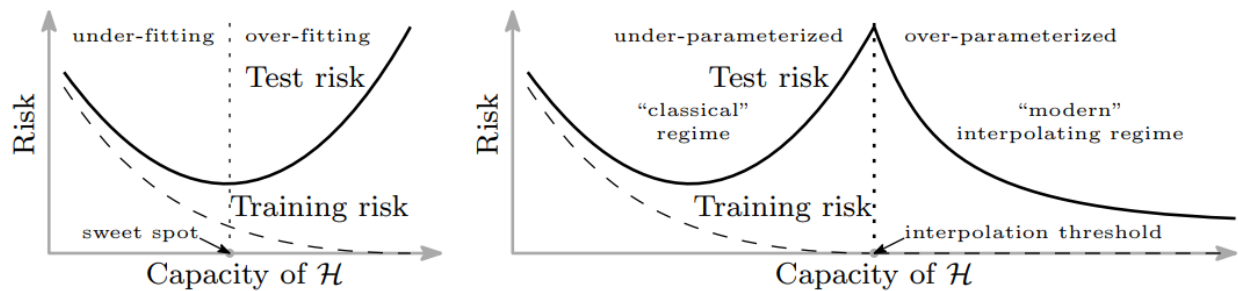 under-fitting
over-fitting
Test risk
Risk
Training risk
sweet spot
Capacity of ℋ
under-parameterized
over-parameterized
Test risk
“classical”
regime
“modern”
interpolating regime
Risk
Training risk
interpolation threshold
Capacity of ℋ